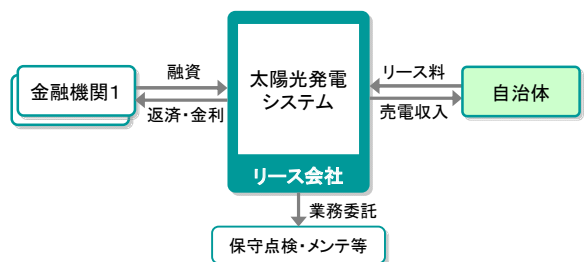 融資
リース料
金融機関1
太陽光発電
システム
自治体
返済・金利
売電収入
リース会社
業務委託
保守点検・メンテ等